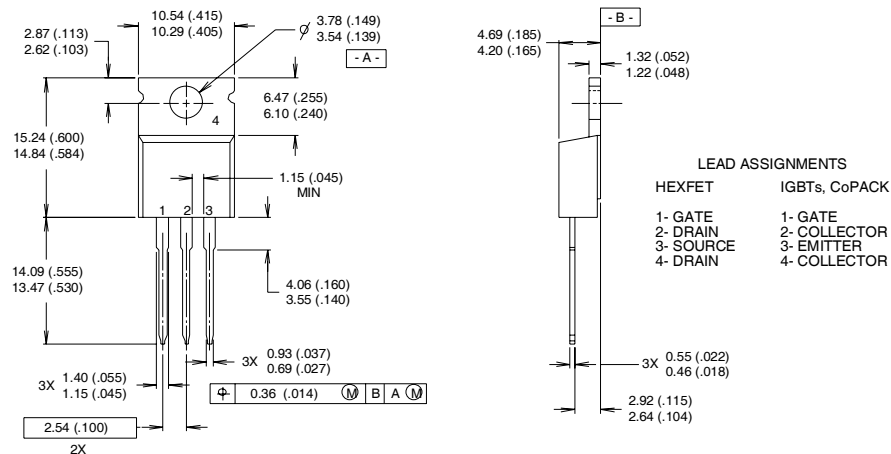 10.54 (.415)
10.29 (.405)
3.78 (.149)
3.54 (.139)
- A -
2.87 (.113)
2.62 (.103)
4
6.47 (.255)
6.10 (.240)
15.24 (.600)
14.84 (.584)
1.15 (.045)
MIN
1 2 3
14.09 (.555)
13.47 (.530)
4.06 (.160)
3.55 (.140)
3X 0.93 (.037)
0.69 (.027)
3X 1.40 (.055)
1.15 (.045)
0.36 (.014) Ⓜ B A Ⓜ
2.54 (.100)
2X
- B -
4.69 (.185)
4.20 (.165)
1.32 (.052)
1.22 (.048)
LEAD ASSIGNMENTS
HEXFET
1- GATE
2- DRAIN
3- SOURCE
4- DRAIN
IGBTs, CoPACK
1- GATE
2- COLLECTOR
3- EMITTER
4- COLLECTOR
3X 0.55 (.022)
0.46 (.018)
2.92 (.115)
2.64 (.104)